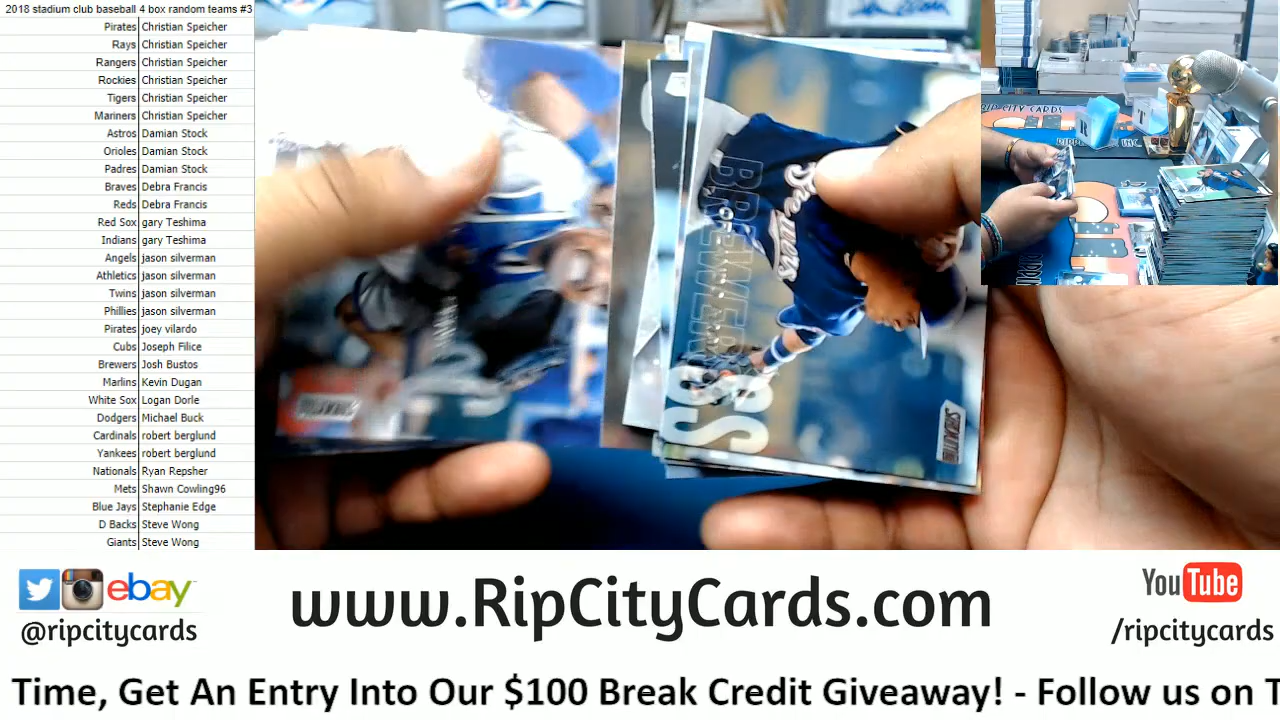 2018 stadium club baseball 4 box random teams #3
Pirates Christian Speicher
Rays Christian Speicher
Rangers Christian Speicher
Rockies Christian Speicher
Tigers Christian Speicher
Mariners Christian Speicher
Astros Damian Stock
Orioles Damian Stock
Padres Damian Stock
Braves Debra Francis
Reds Debra Francis
Red Sox gary Teshima
Indians gary Teshima
Angels jason silverman
Athletics jason silverman
Twins jason silverman
Phillies jason silverman
Pirates joey vilardo
Cubs Joseph Filice
Brewers Josh Bustos
Marlins Kevin Dugan
White Sox Logan Dorle
Dodgers Michael Buck
Cardinals robert berglund
Yankees robert berglund
Nationals Ryan Repsher
Mets Shawn Cowling96
Blue Jays Stephanie Edge
D Backs Steve Wong
Giants Steve Wong
BREWERS
Brewers
SS
RIP CITY CARDS
R
T
ebay
@ripcitycards
www.RipCityCards.com
YouTube
/ripcitycards
Time, Get An Entry Into Our $100 Break Credit Giveaway! - Follow us on T